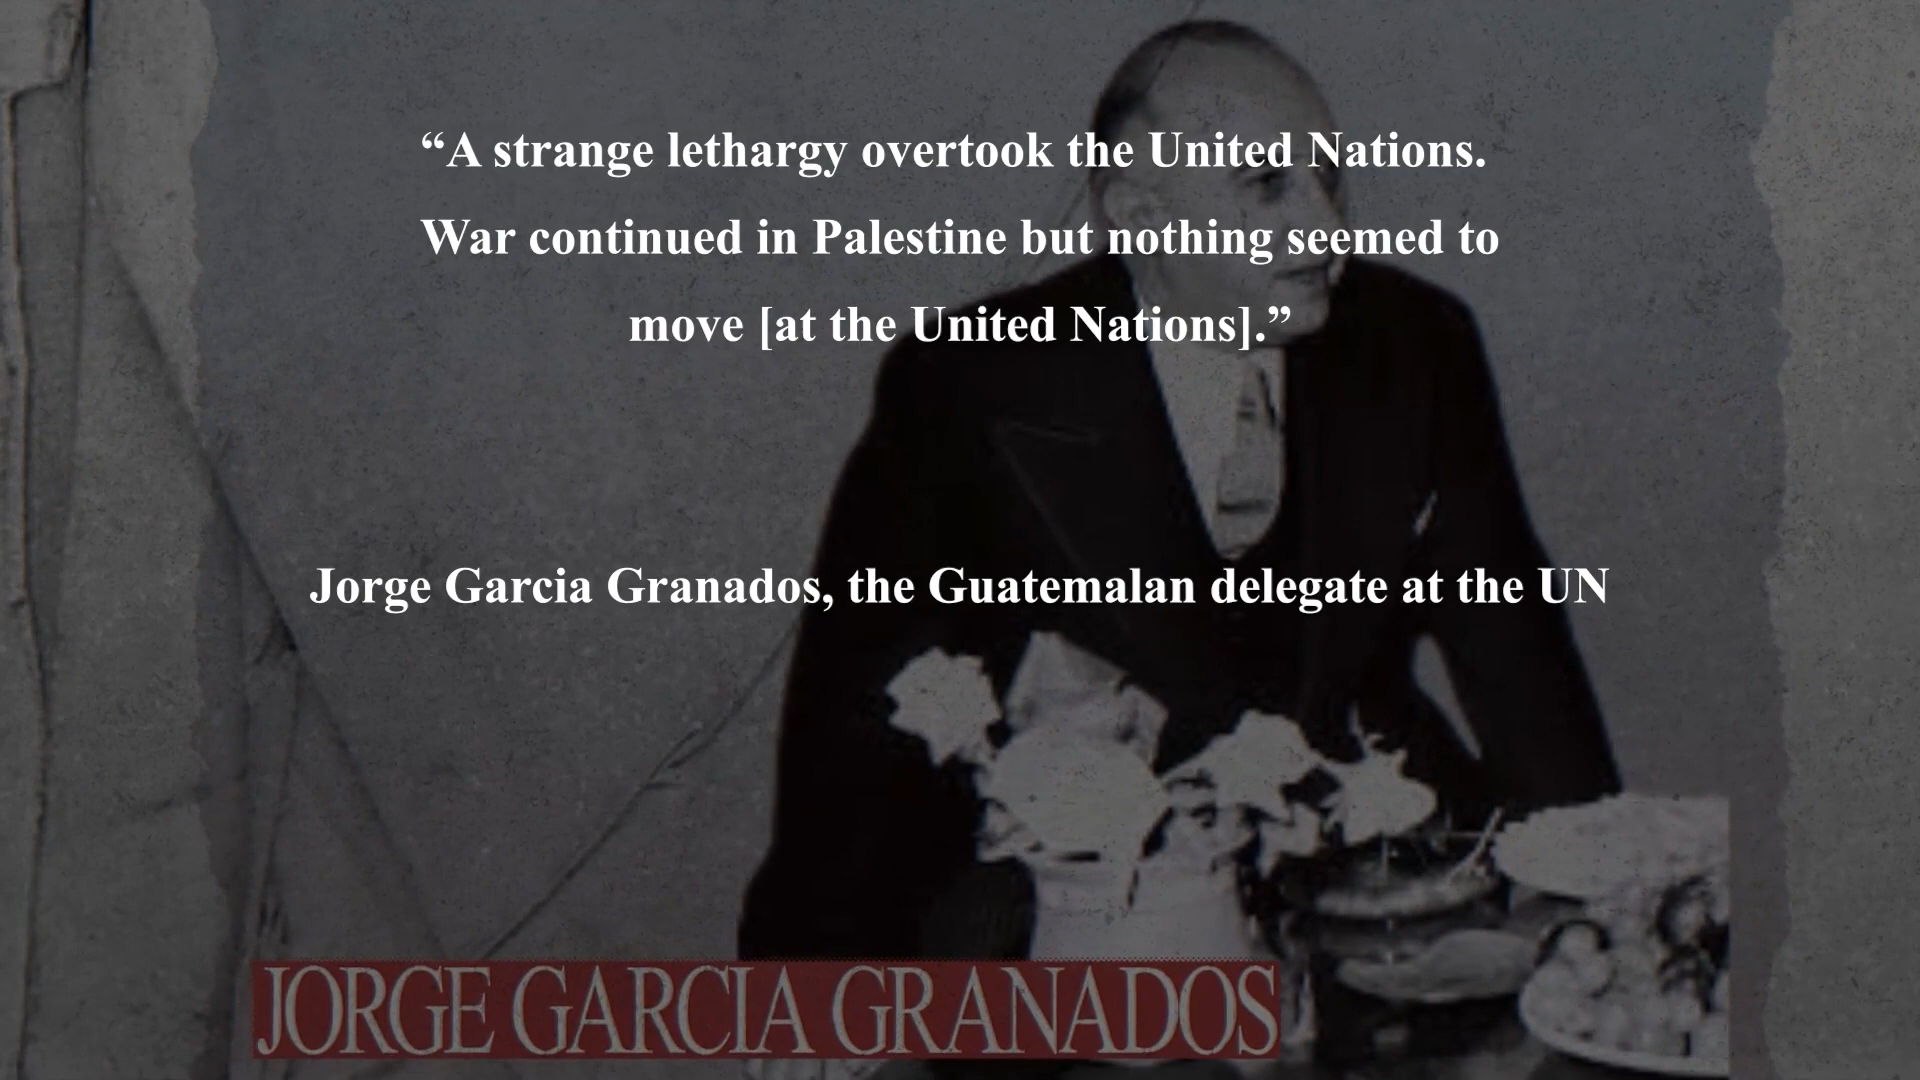 “A strange lethargy overtook the United Nations.
War continued in Palestine but nothing seemed to
move [at the United Nations].”
Jorge Garcia Granados, the Guatemalan delegate at the UN
JORGE GARCIA GRANADOS